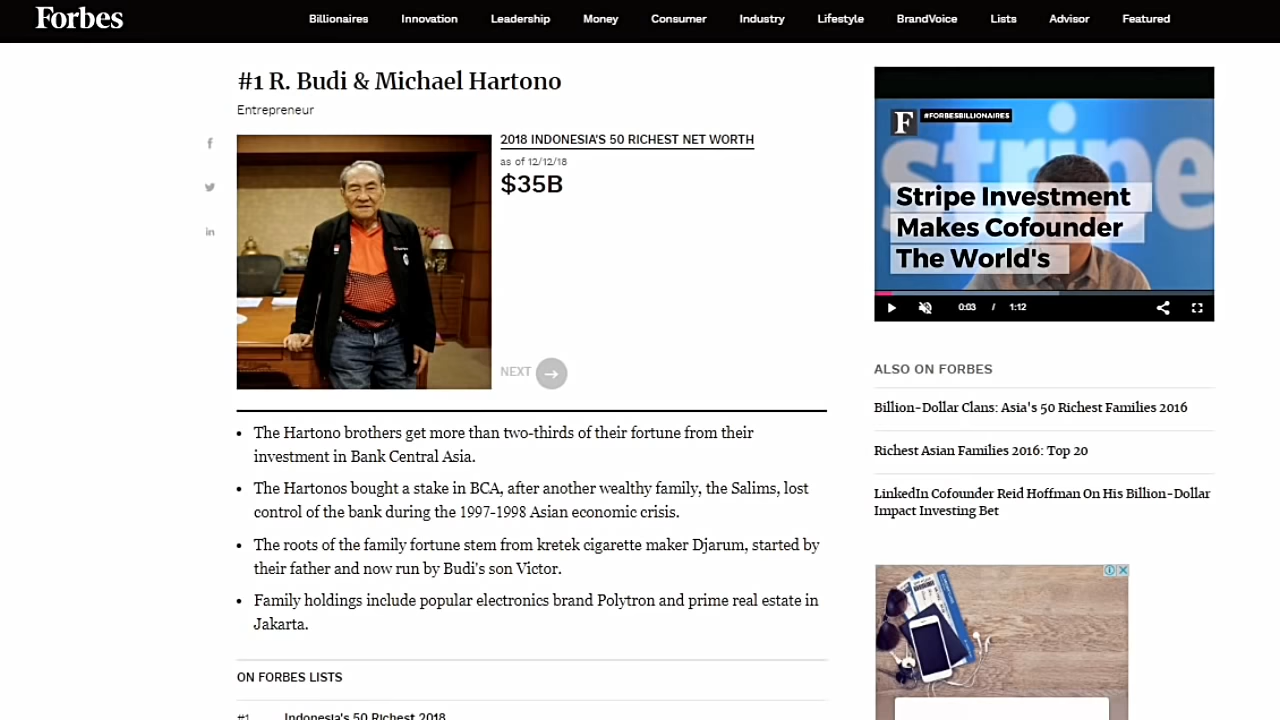 Forbes
Billionaires Innovation Leadership Money Consumer Industry Lifestyle BrandVoice Lists Advisor Featured
#1 R. Budi & Michael Hartono
Entrepreneur
2018 INDONESIA'S 50 RICHEST NET WORTH
as of 12/12/18
$35B
NEXT
The Hartono brothers get more than two-thirds of their fortune from their
investment in Bank Central Asia.
The Hartonos bought a stake in BCA, after another wealthy family, the Salims, lost
control of the bank during the 1997-1998 Asian economic crisis.
The roots of the family fortune stem from kretek cigarette maker Djarum, started by
their father and now run by Budi's son Victor.
Family holdings include popular electronics brand Polytron and prime real estate in
Jakarta.
ON FORBES LISTS
#1 Indonesia's 50 Richest 2018
F #FORBESBILLIONAIRES
stripe
Stripe Investment
Makes Cofounder
The World's
0:03 / 1:12
ALSO ON FORBES
Billion-Dollar Clans: Asia's 50 Richest Families 2016
Richest Asian Families 2016: Top 20
LinkedIn Cofounder Reid Hoffman On His Billion-Dollar
Impact Investing Bet